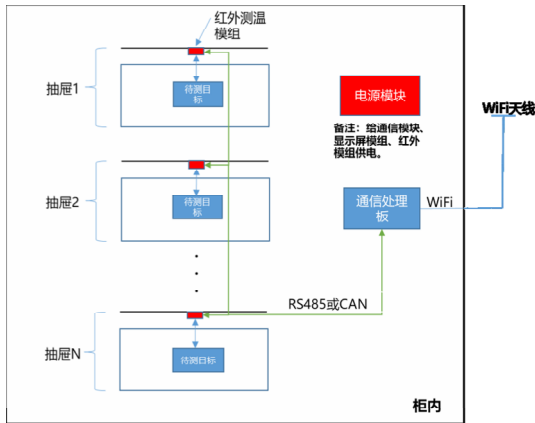 红外测温
模组
抽屉1
待测目
标
电源模块
备注：给通信模块、
显示屏模组、红外
模组供电。
WiFi天线
抽屉2
待测目
标
通信处理
板
WiFi
RS485或CAN
抽屉N
待测目标
柜内